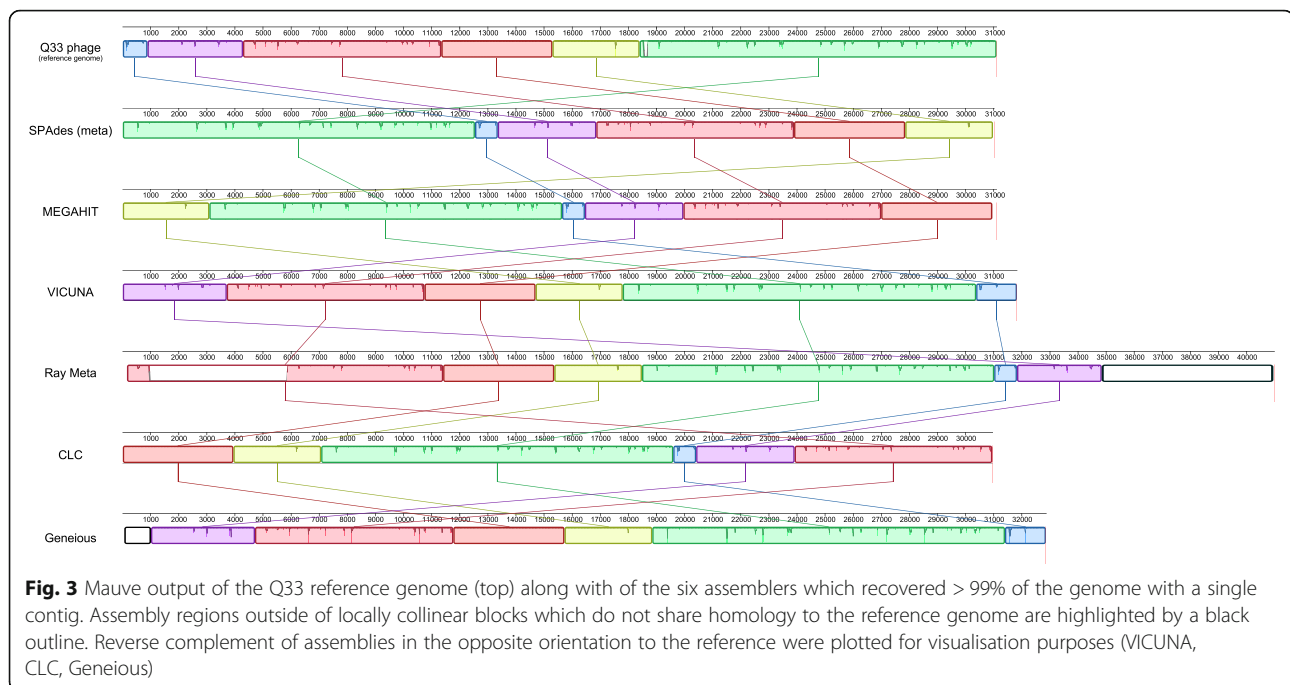 1000 2000 3000 4000 5000 6000 7000 8000 9000 10000 11000 12000 13000 14000 15000 16000 17000 18000 19000 20000 21000 22000 23000 24000 25000 26000 27000 28000 29000 30000 31000
Q33 phage
(reference genome)
1000 2000 3000 4000 5000 6000 7000 8000 9000 10000 11000 12000 13000 14000 15000 16000 17000 18000 19000 20000 21000 22000 23000 24000 25000 26000 27000 28000 29000 30000 31000
SPAdes (meta)
1000 2000 3000 4000 5000 6000 7000 8000 9000 10000 11000 12000 13000 14000 15000 16000 17000 18000 19000 20000 21000 22000 23000 24000 25000 26000 27000 28000 29000 30000 31000
MEGAHIT
1000 2000 3000 4000 5000 6000 7000 8000 9000 10000 11000 12000 13000 14000 15000 16000 17000 18000 19000 20000 21000 22000 23000 24000 25000 26000 27000 28000 29000 30000 31000
VICUNA
1000 2000 3000 4000 5000 6000 7000 8000 9000 10000 11000 12000 13000 14000 15000 16000 17000 18000 19000 20000 21000 22000 23000 24000 25000 26000 27000 28000 29000 30000 31000 32000 33000 34000 35000 36000 37000 38000 39000 40000
Ray Meta
1000 2000 3000 4000 5000 6000 7000 8000 9000 10000 11000 12000 13000 14000 15000 16000 17000 18000 19000 20000 21000 22000 23000 24000 25000 26000 27000 28000 29000 30000
CLC
1000 2000 3000 4000 5000 6000 7000 8000 9000 10000 11000 12000 13000 14000 15000 16000 17000 18000 19000 20000 21000 22000 23000 24000 25000 26000 27000 28000 29000 30000 31000 32000
Geneious
Fig. 3 Mauve output of the Q33 reference genome (top) along with of the six assemblers which recovered > 99% of the genome with a single
contig. Assembly regions outside of locally collinear blocks which do not share homology to the reference genome are highlighted by a black
outline. Reverse complement of assemblies in the opposite orientation to the reference were plotted for visualisation purposes (VICUNA,
CLC, Geneious)